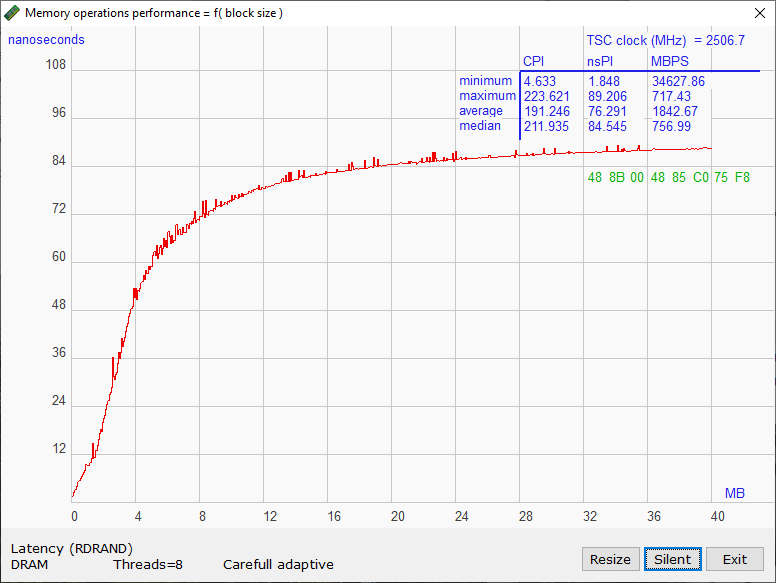 Memory operations performance = f( block size )
nanoseconds
TSC clock (MHz) = 2506.7
CPI nsPI MBPS
minimum 4.633 1.848 34627.86
maximum 223.621 89.206 717.43
average 191.246 76.291 1842.67
median 211.935 84.545 756.99
48 8B 00 48 85 C0 75 F8
108
96
84
72
60
48
36
24
12
MB
0 4 8 12 16 20 24 28 32 36 40
Latency (RDRAND)
DRAM Threads=8 Carefull adaptive
Resize Silent Exit